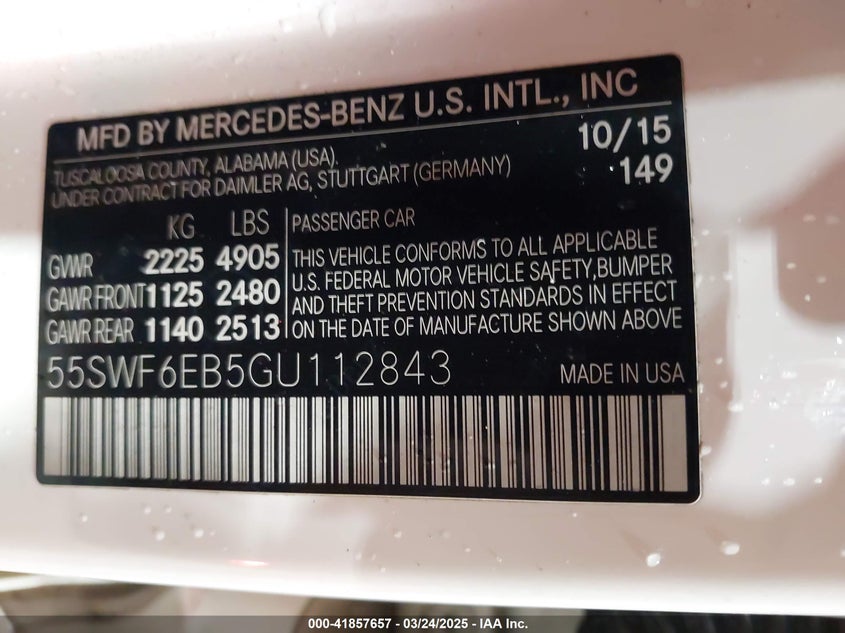 MFD BY MERCEDES-BENZ U.S. INTL., INC
TUSCALOOSA COUNTY, ALABAMA (USA). 10/15
UNDER CONTRACT FOR DAIMLER AG, STUTTGART (GERMANY) 149
KG LBS PASSENGER CAR
GVWR 2225 4905 THIS VEHICLE CONFORMS TO ALL APPLICABLE
U.S. FEDERAL MOTOR VEHICLE SAFETY,BUMPER
GAWR FRONT 1125 2480 AND THEFT PREVENTION STANDARDS IN EFFECT
GAWR REAR 1140 2513 ON THE DATE OF MANUFACTURE SHOWN ABOVE
55SWF6EB5GU112843 MADE IN USA
000-41857657 - 03/24/2025 - © IAA Inc.